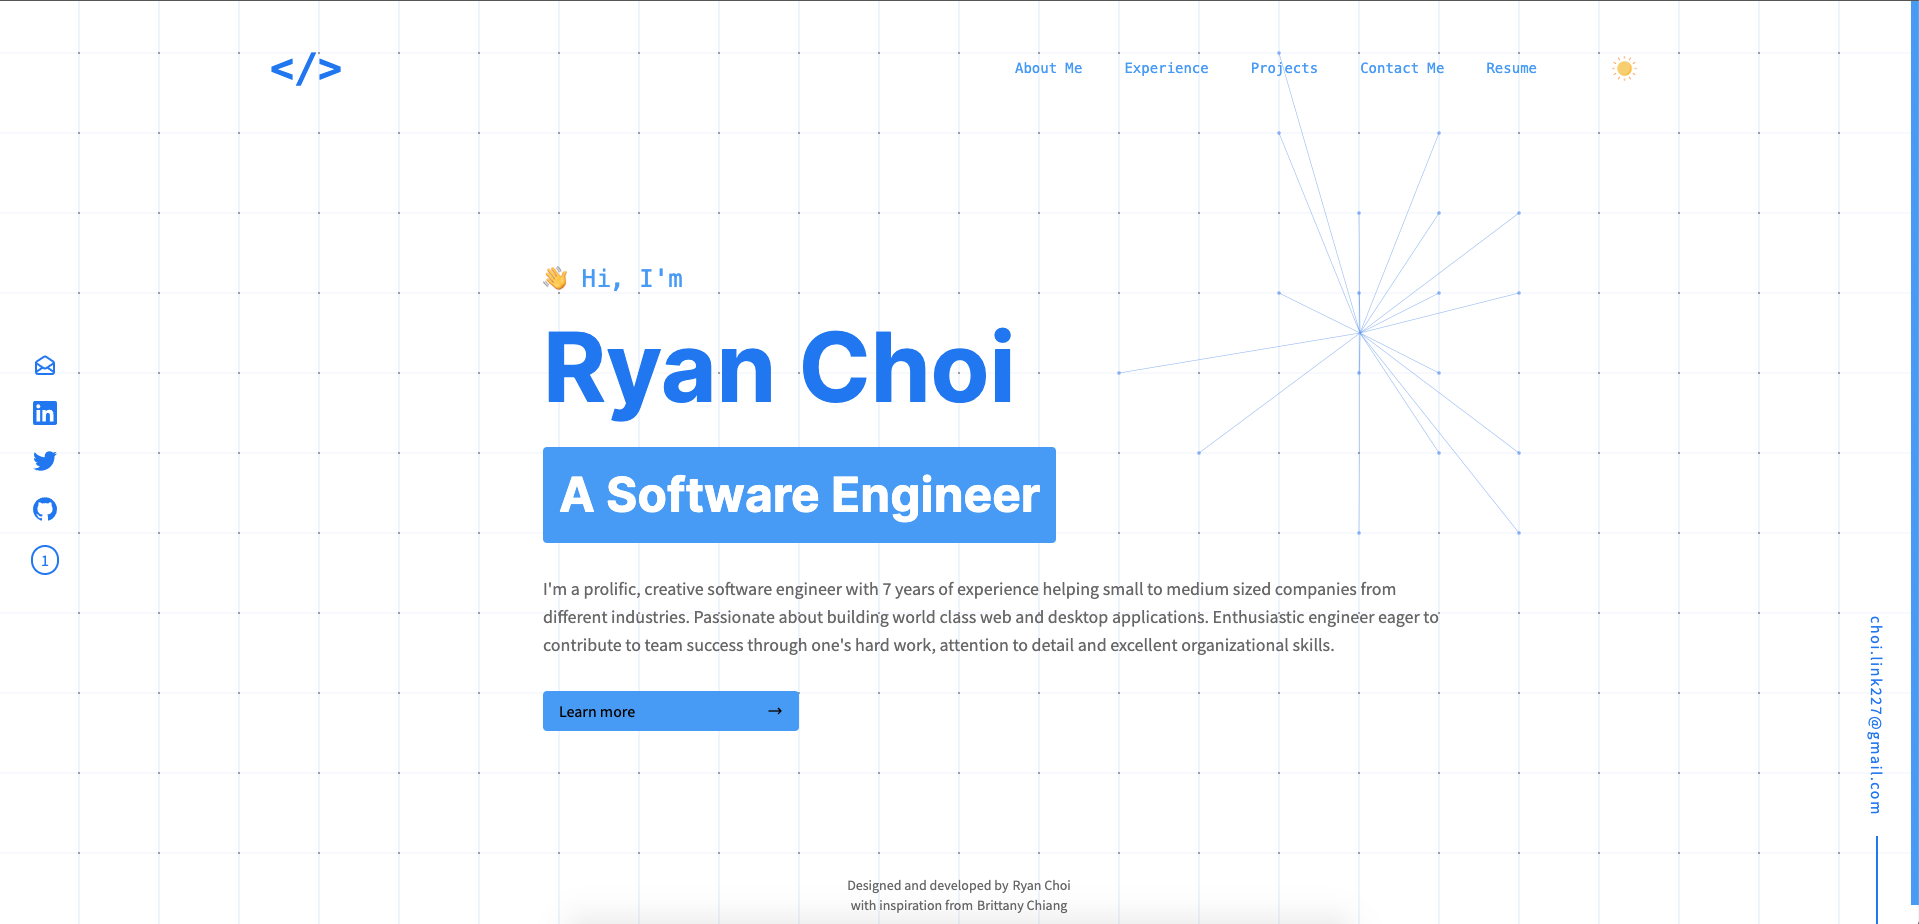 </>
About Me Experience Projects Contact Me Resume
Hi, I'm
Ryan Choi
A Software Engineer
I'm a prolific, creative software engineer with 7 years of experience helping small to medium sized companies from
different industries. Passionate about building world class web and desktop applications. Enthusiastic engineer eager to
contribute to team success through one's hard work, attention to detail and excellent organizational skills.
Learn more →
in
1
choi.link227@gmail.com
Designed and developed by Ryan Choi
with inspiration from Brittany Chiang